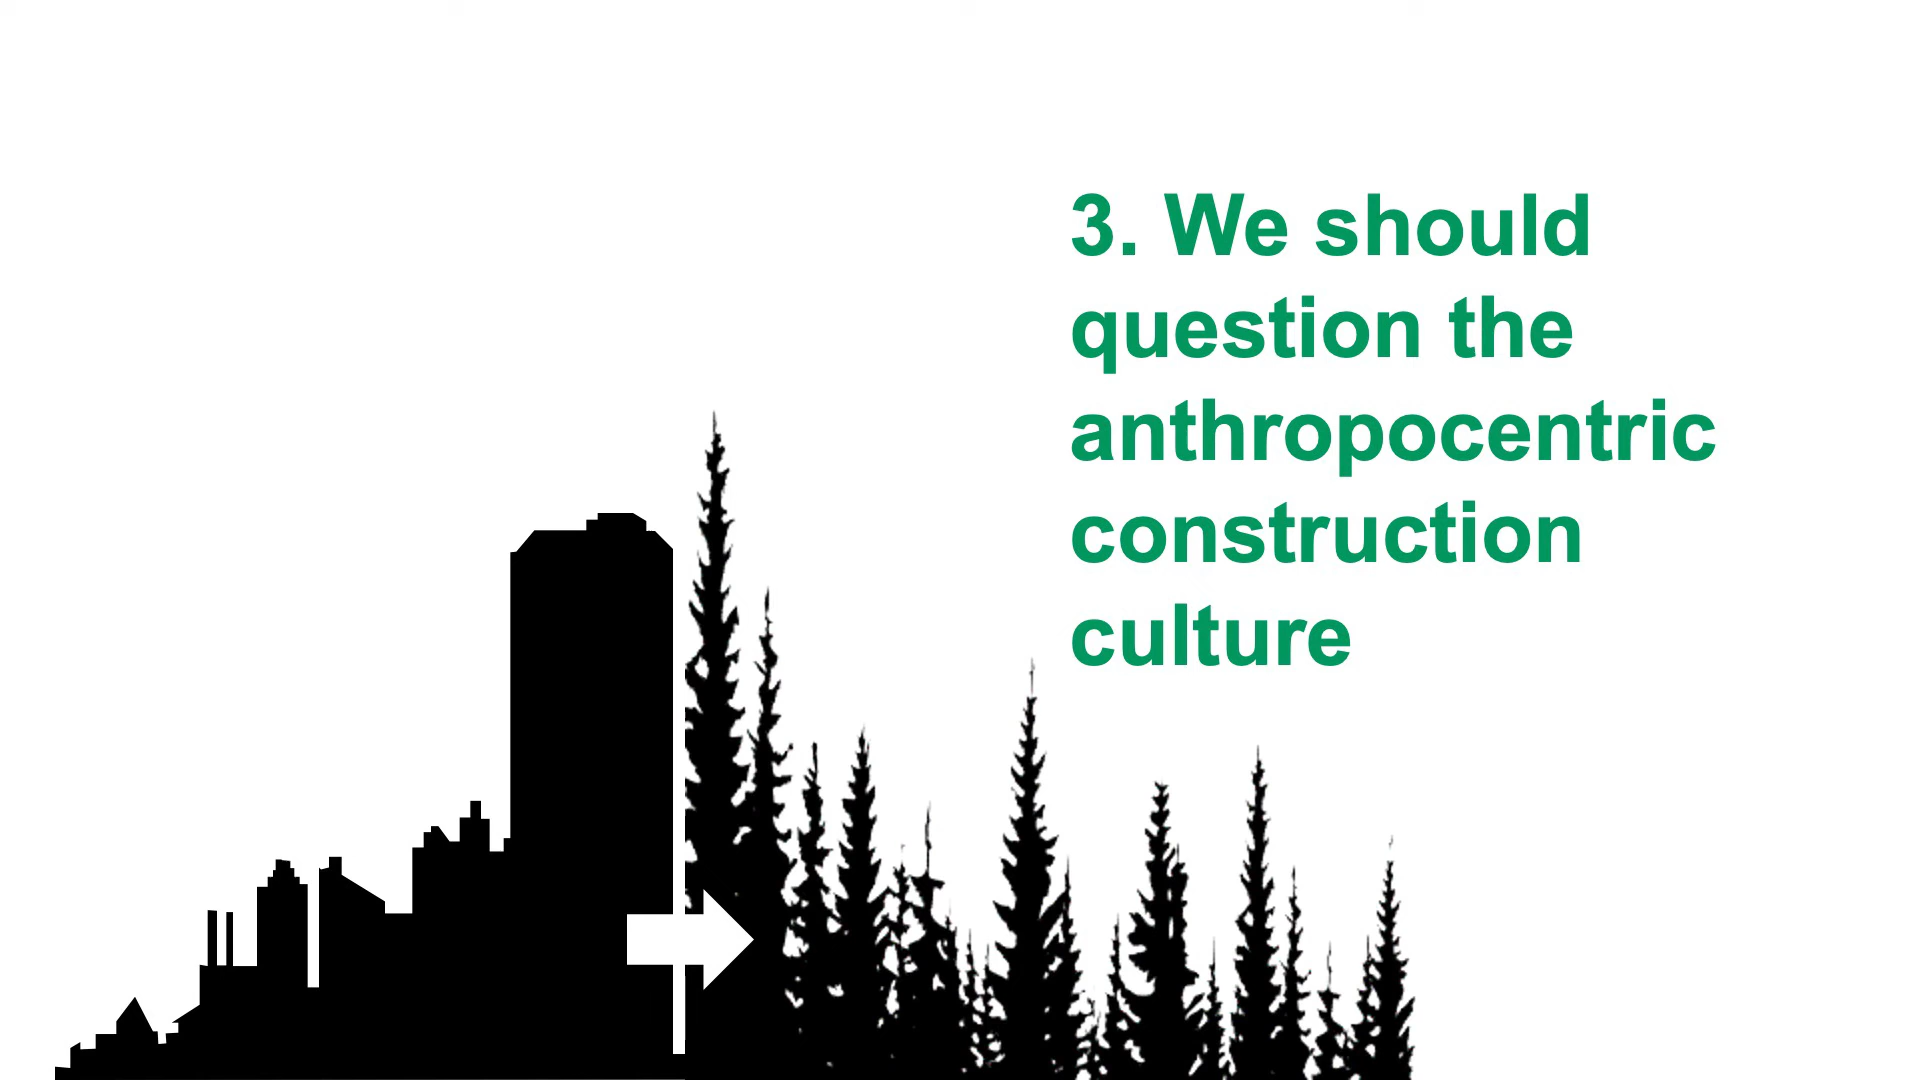 3. We should
question the
anthropocentric
construction
culture